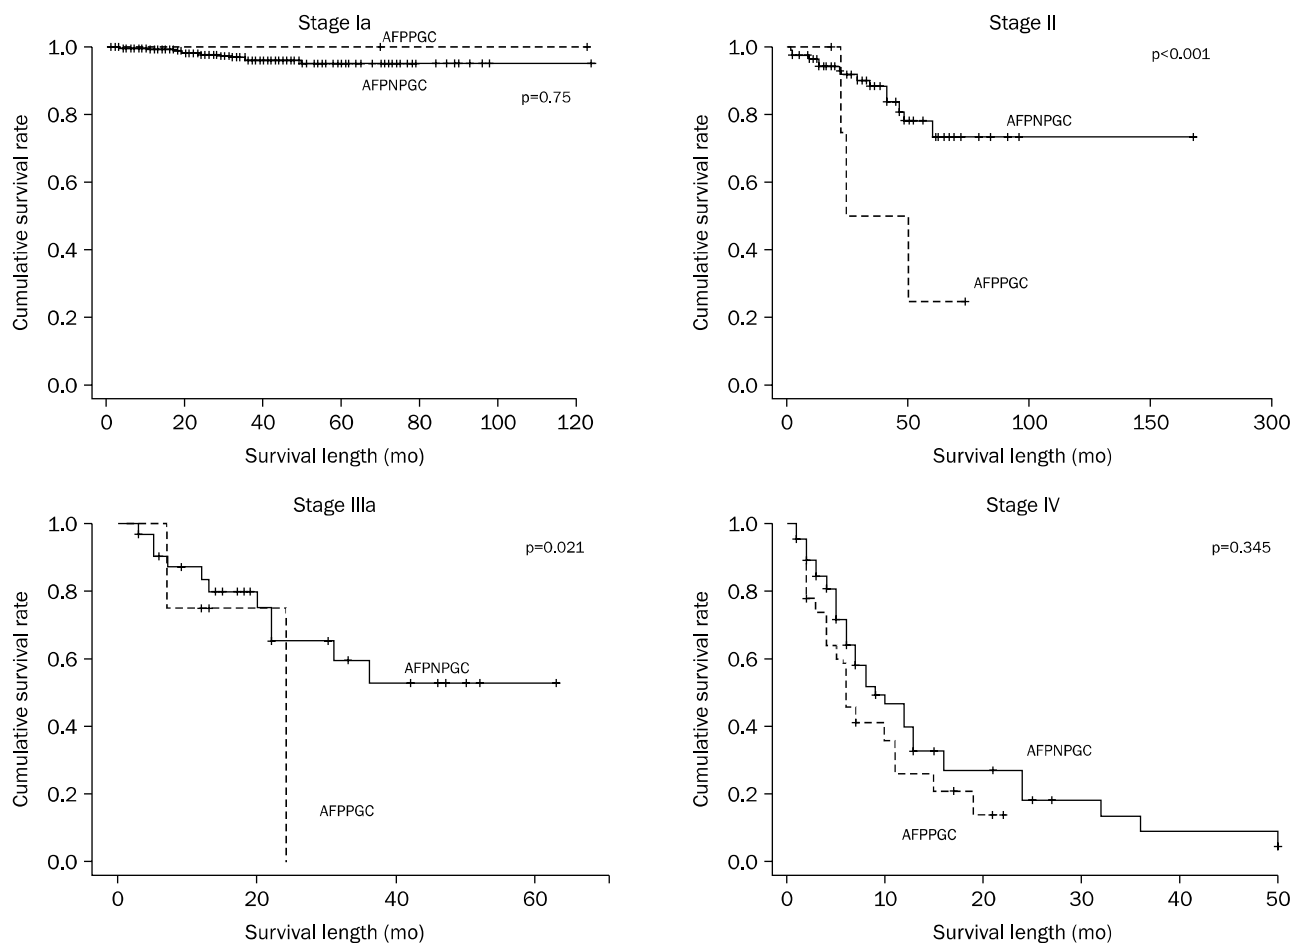 Stage Ia
AFPPGC
AFPNPGC
p=0.75
Cumulative survival rate
1.0
0.8
0.6
0.4
0.2
0.0
0 20 40 60 80 100 120
Survival length (mo)
Stage II
p<0.001
AFPNPGC
AFPPGC
Cumulative survival rate
1.0
0.8
0.6
0.4
0.2
0.0
0 50 100 150 300
Survival length (mo)
Stage IIIa
p=0.021
AFPNPGC
AFPPGC
Cumulative survival rate
1.0
0.8
0.6
0.4
0.2
0.0
0 20 40 60
Survival length (mo)
Stage IV
p=0.345
AFPNPGC
AFPPGC
Cumulative survival rate
1.0
0.8
0.6
0.4
0.2
0.0
0 10 20 30 40 50
Survival length (mo)